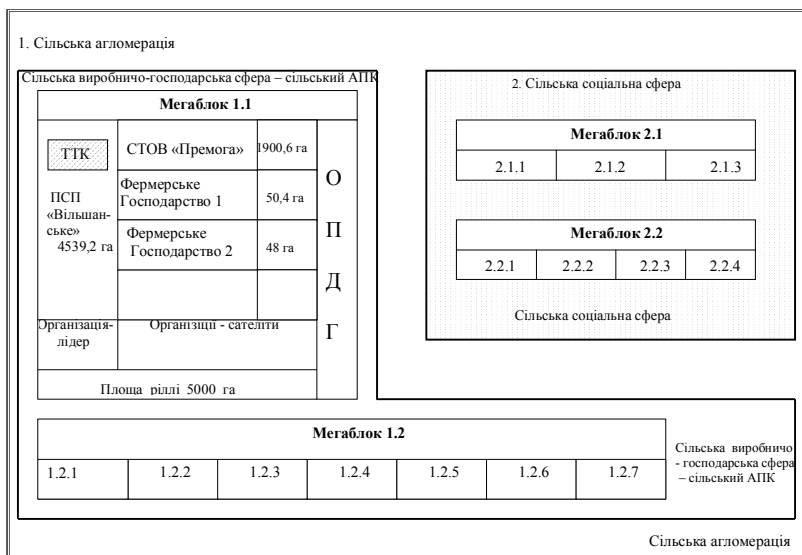 1. Сільська агломерація
Сільська виробничо-господарська сфера – сільський АПК
Мегаблок 1.1
ТТК
ПСП
«Вільшан-
ське»
4539,2 га
СТОВ «Премога»
1900,6 га
Фермерське
Господарство 1
50,4 га
Фермерське
Господарство 2
48 га
О
П
Д
Г
Організація-
лідер
Організіції - сателіти
Площа ріллі 5000 га
2. Сільська соціальна сфера
Мегаблок 2.1
2.1.1
2.1.2
2.1.3
Мегаблок 2.2
2.2.1
2.2.2
2.2.3
2.2.4
Сільська соціальна сфера
Мегаблок 1.2
1.2.1
1.2.2
1.2.3
1.2.4
1.2.5
1.2.6
1.2.7
Сільська виробничо
- господарська сфера
– сільський АПК
Сільська агломерація